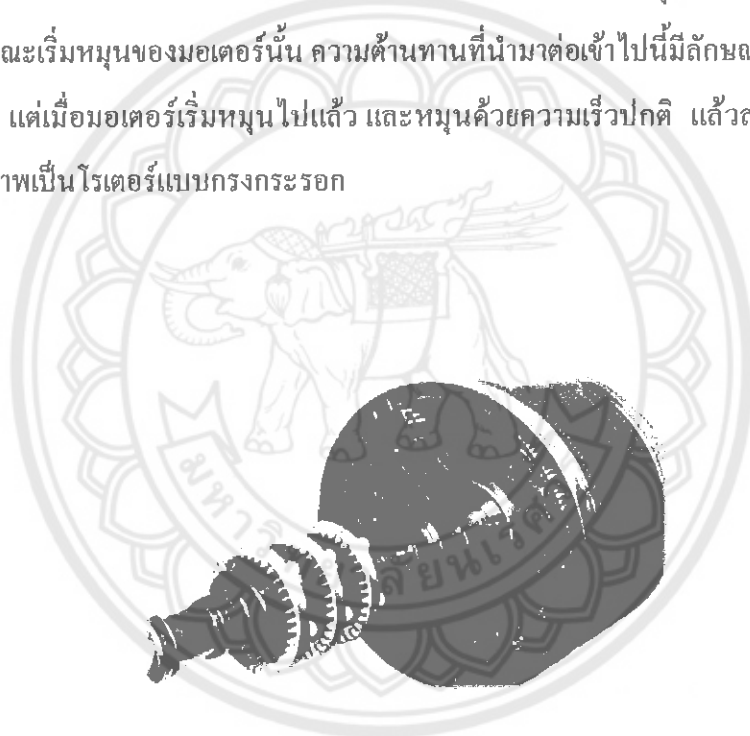 ณะเริ่มหมุนของมอเตอร์นั้น ความต้านทานที่นำมาต่อเข้าไปนี้มีลักษณ
แต่เมื่อมอเตอร์เริ่มหมุนไปแล้ว และหมุนด้วยความเร็วปกติ แล้วล
าพเป็นโรเตอร์แบบกรงกระรอก